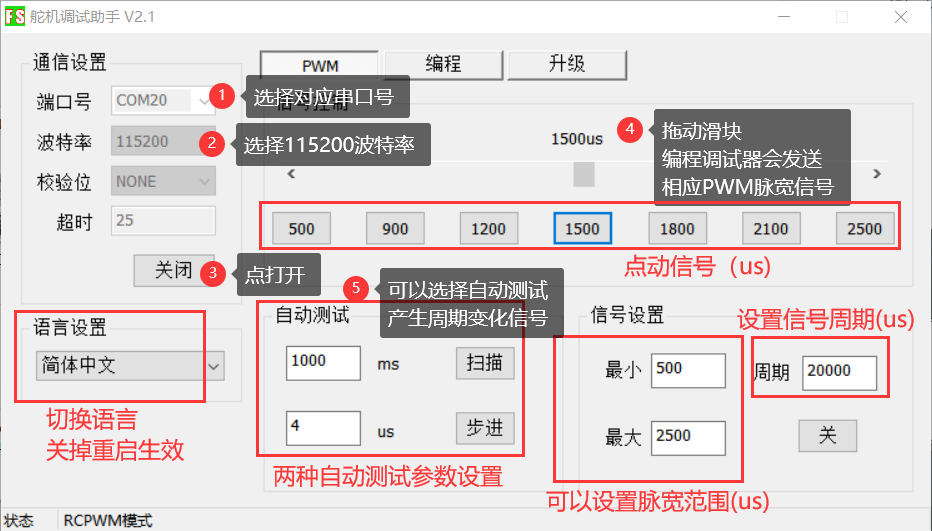 FS 舵机调试助手 V2.1
通信设置
端口号 COM20
波特率 115200
校验位 NONE
超时 25
关闭
PWM 编程 升级
1 选择对应串口号
2 选择115200波特率
3 点打开
信号控制
1500us
4 拖动滑块
编程调试器会发送
相应PWM脉宽信号
500 900 1200 1500 1800 2100 2500
点动信号（us）
5 可以选择自动测试
产生周期变化信号
语言设置
简体中文
切换语言
关掉重启生效
自动测试
1000 ms 扫描
4 us 步进
两种自动测试参数设置
信号设置
最小 500
最大 2500
可以设置脉宽范围(us)
设置信号周期(us)
周期 20000
关
状态 RCPWM模式